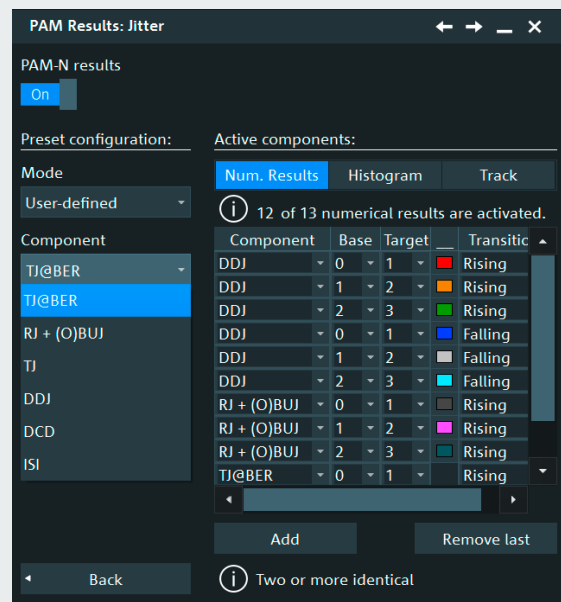 PAM Results: Jitter
PAM-N results
On
Preset configuration:
Mode
User-defined
Component
TJ@BER
TJ@BER
RJ + (O)BUJ
TJ
DDJ
DCD
ISI
Back
Active components:
Num. Results Histogram Track
12 of 13 numerical results are activated.
Component Base Target __ Transitic
DDJ 0 1 Rising
DDJ 1 2 Rising
DDJ 2 3 Rising
DDJ 0 1 Falling
DDJ 1 2 Falling
DDJ 2 3 Falling
RJ + (O)BUJ 0 1 Rising
RJ + (O)BUJ 1 2 Rising
RJ + (O)BUJ 2 3 Rising
TJ@BER 0 1 Rising
Add Remove last
Two or more identical